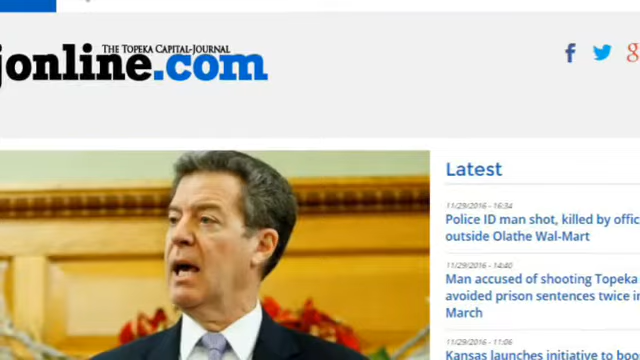 THE TOPEKA CAPITAL-JOURNAL
jonline.com
Latest
11/29/2016 - 16:34
Police ID man shot, killed by offic
outside Olathe Wal-Mart
11/29/2016 - 14:40
Man accused of shooting Topeka
avoided prison sentences twice in
March
11/29/2016 - 11:06
Kansas launches initiative to boo